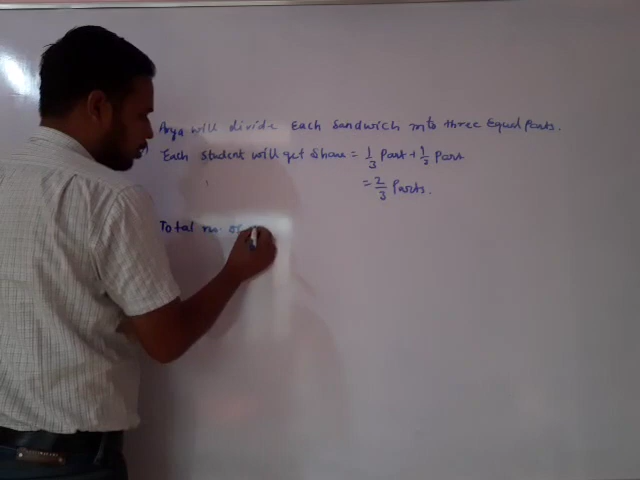 Arya will divide Each Sandwich into three Equal Parts.
) Each student will get Share = 1/3 Part + 1/3 Part
= 2/3 Parts.
Total no. of